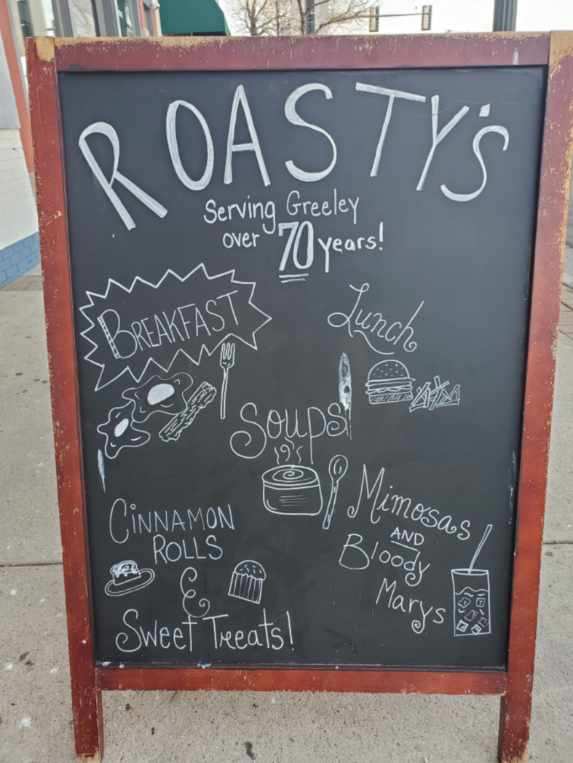 ROASTY's
Serving Greeley
over 70 years!
BREAKFAST
Lunch
Soups
CINNAMON
ROLLS
&
Sweet Treats!
Mimosas
AND
Bloody
Marys